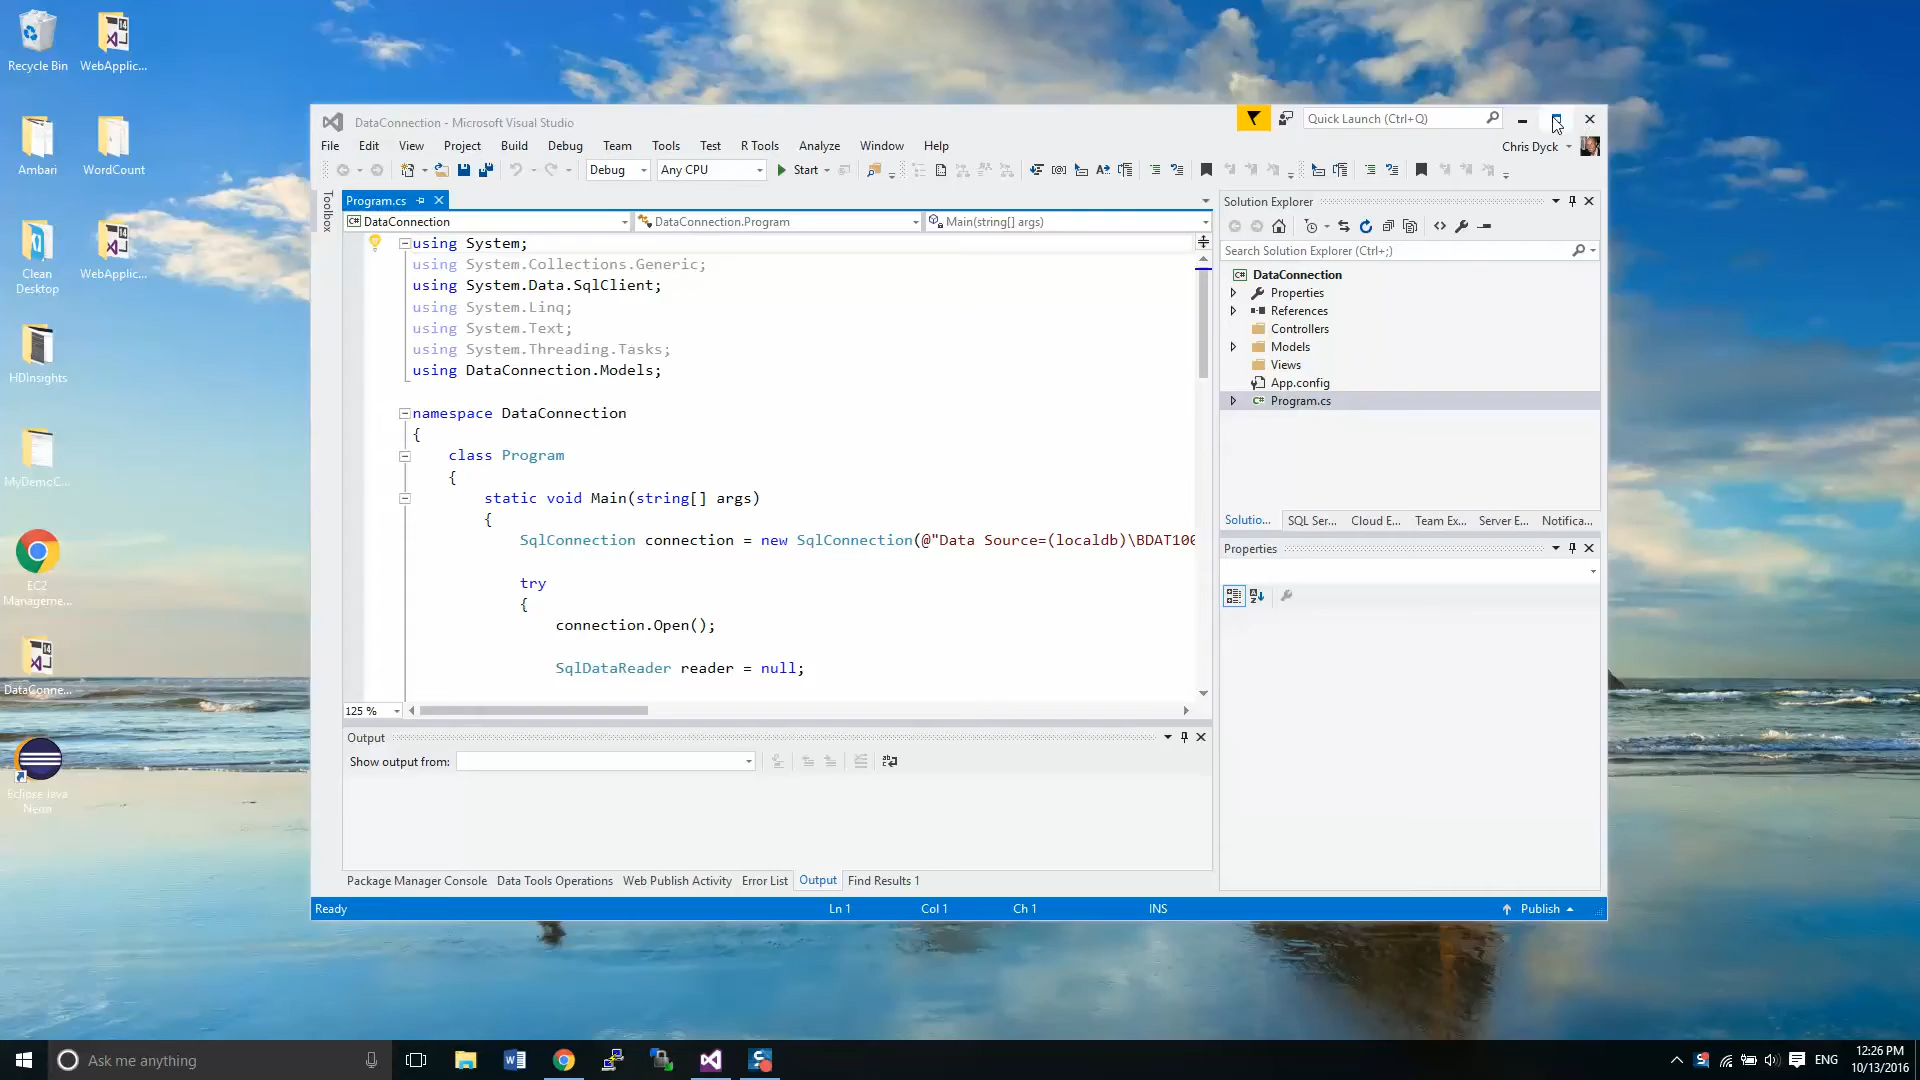 Recycle Bin
WebApplic...
Ambari
WordCount
Clean
Desktop
WebApplic...
HDInsights
MyDemoC...
EC2
Manageme...
DataConne...
Eclipse Java
Neon
DataConnection - Microsoft Visual Studio
Quick Launch (Ctrl+Q)
File Edit View Project Build Debug Team Tools Test R Tools Analyze Window Help
Chris Dyck
Debug Any CPU Start
Toolbox
Program.cs
DataConnection DataConnection.Program Main(string[] args)
using System;
using System.Collections.Generic;
using System.Data.SqlClient;
using System.Linq;
using System.Text;
using System.Threading.Tasks;
using DataConnection.Models;
namespace DataConnection
{
class Program
{
static void Main(string[] args)
{
SqlConnection connection = new SqlConnection(@"Data Source=(localdb)\BDAT100
try
{
connection.Open();
SqlDataReader reader = null;
125 %
Output
Show output from:
Package Manager Console Data Tools Operations Web Publish Activity Error List Output Find Results 1
Solution Explorer
Search Solution Explorer (Ctrl+;)
DataConnection
Properties
References
Controllers
Models
Views
App.config
Program.cs
Solutio... SQL Ser... Cloud E... Team Ex... Server E... Notifica...
Properties
Ready Ln 1 Col 1 Ch 1 INS Publish
Ask me anything
ENG
12:26 PM
10/13/2016